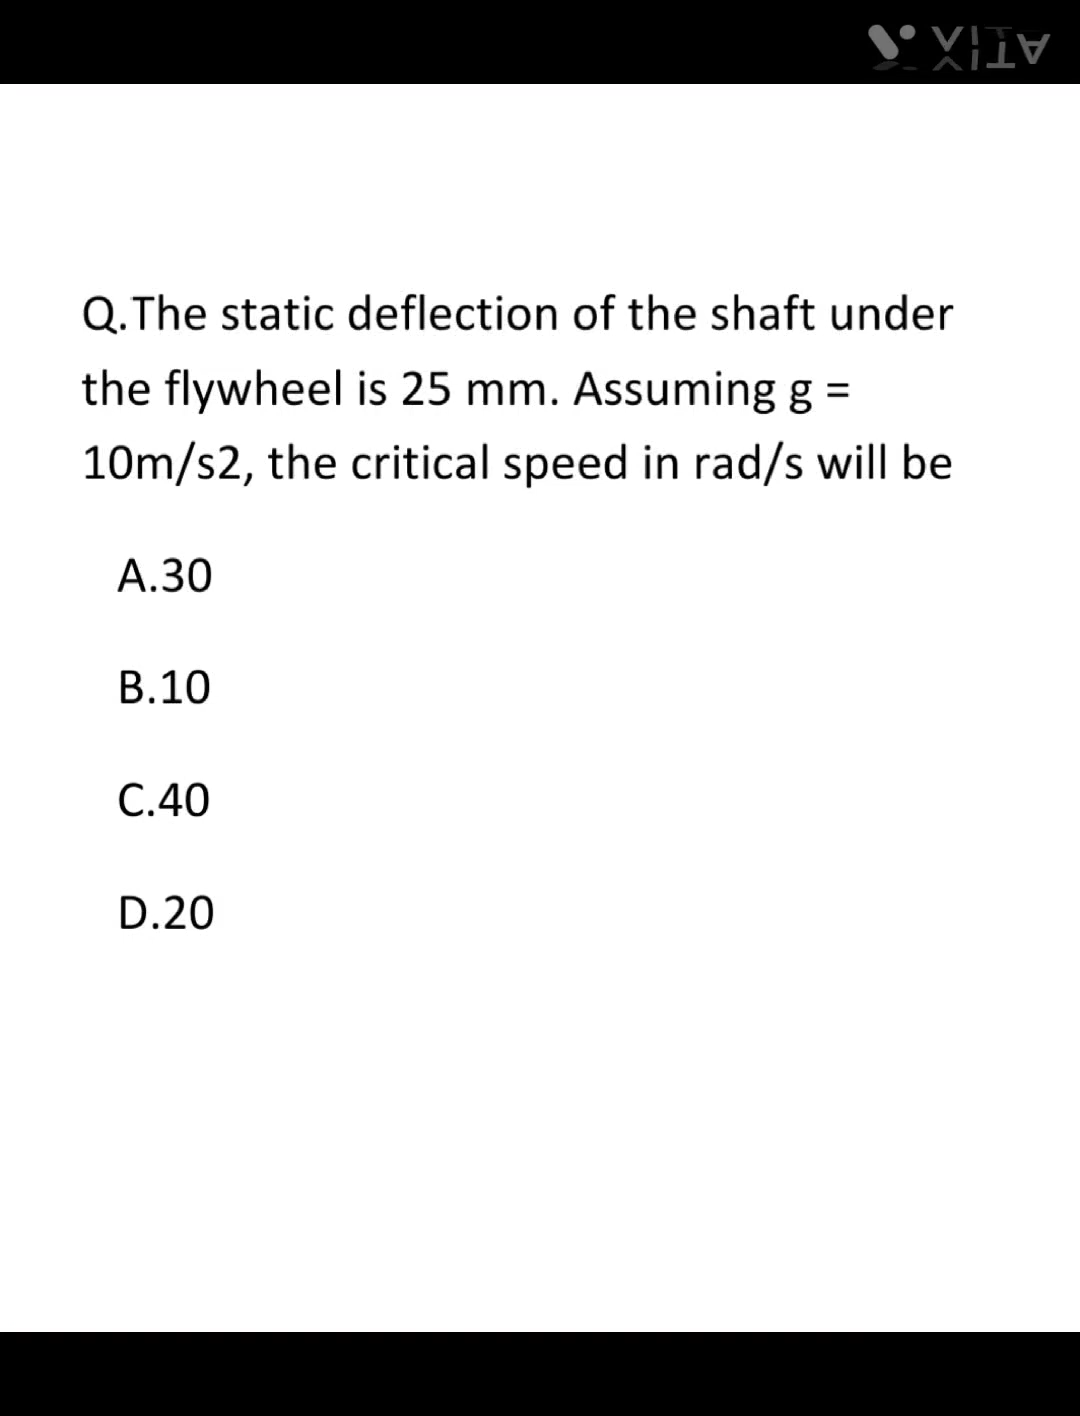 VITA
Q.The static deflection of the shaft under
the flywheel is 25 mm. Assuming g =
10m/s2, the critical speed in rad/s will be
A.30
B.10
C.40
D.20